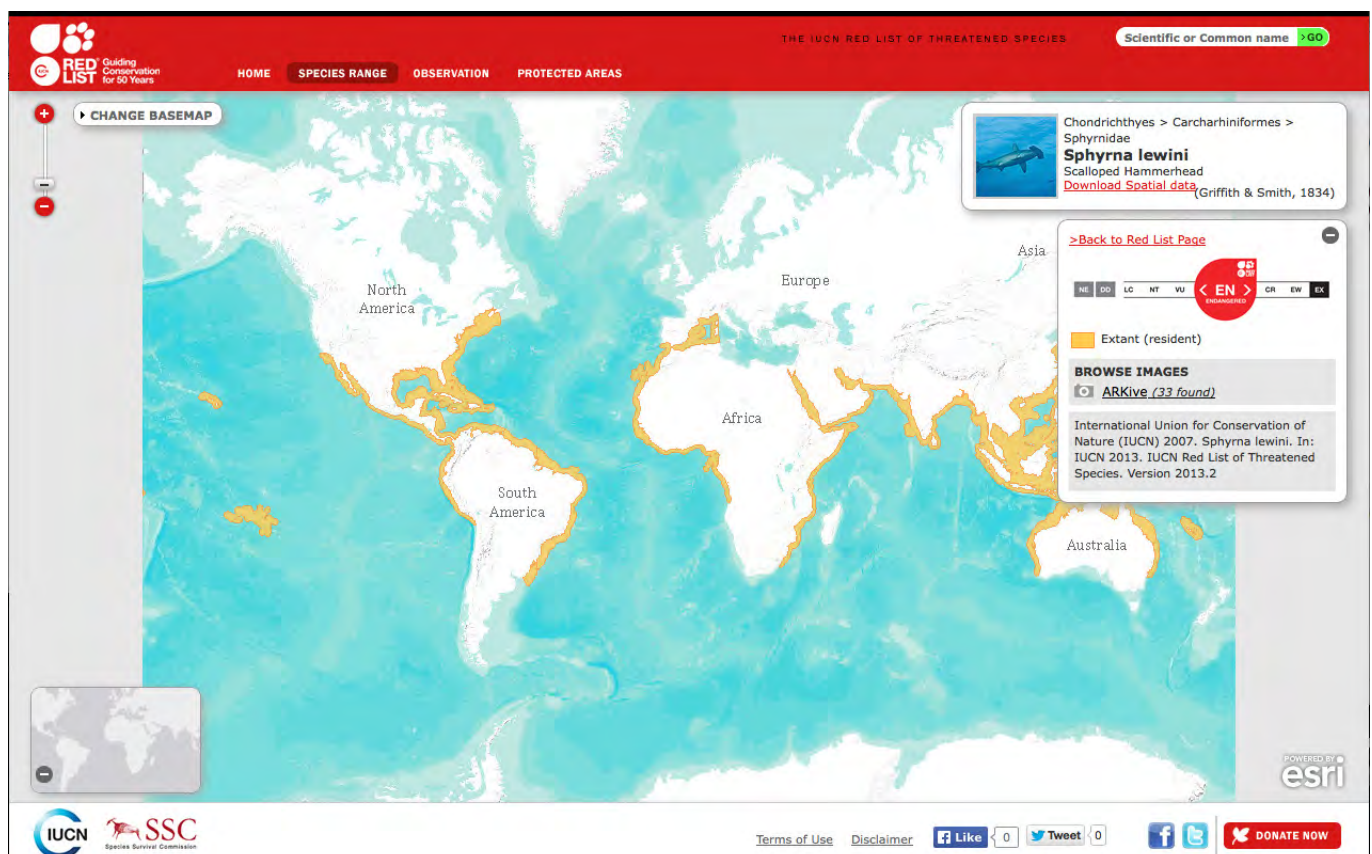 RED LIST
IUCN
Guiding
Conservation
for 50 Years
THE IUCN RED LIST OF THREATENED SPECIES
Scientific or Common name >GO
HOME SPECIES RANGE OBSERVATION PROTECTED AREAS
CHANGE BASEMAP
Chondrichthyes > Carcharhiniformes >
Sphyrnidae
Sphyrna lewini
Scalloped Hammerhead
Download Spatial data
(Griffith & Smith, 1834)
>Back to Red List Page
NE DD LC NT VU < EN > CR EW EX
ENDANGERED
Extant (resident)
BROWSE IMAGES
ARKive (33 found)
International Union for Conservation of
Nature (IUCN) 2007. Sphyrna lewini. In:
IUCN 2013. IUCN Red List of Threatened
Species. Version 2013.2
Asia
Europe
North
America
Africa
South
America
Australia
POWERED BY
esri
IUCN
SSC
Species Survival Commission
Terms of Use Disclaimer Like 0 Tweet 0 DONATE NOW